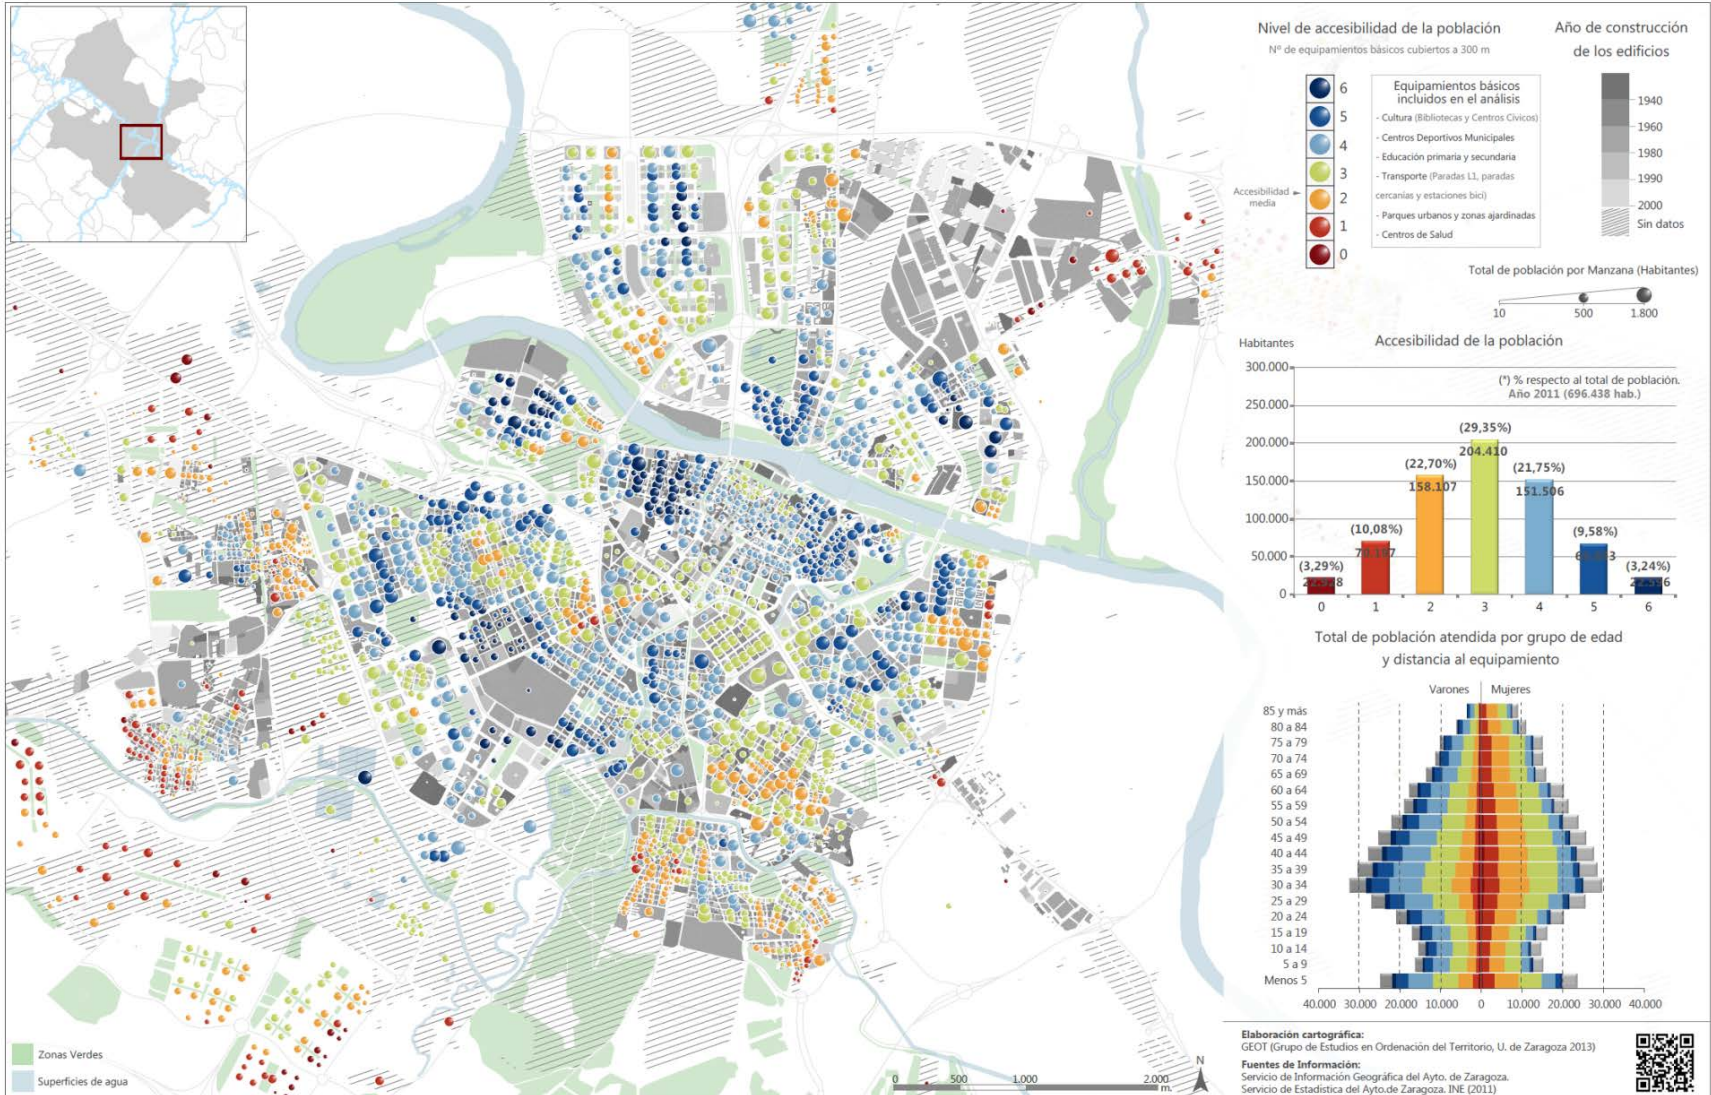 Nivel de accesibilidad de la población
Nº de equipamientos básicos cubiertos a 300 m
6
5
4
3
2
1
0
Accesibilidad
media
Equipamientos básicos
incluidos en el análisis
- Cultura (Bibliotecas y Centros Cívicos)
- Centros Deportivos Municipales
- Educación primaria y secundaria
- Transporte (Paradas L1, paradas
cercanías y estaciones bici)
- Parques urbanos y zonas ajardinadas
- Centros de Salud
Año de construcción
de los edificios
1940
1960
1980
1990
2000
Sin datos
Total de población por Manzana (Habitantes)
10 500 1.800
Habitantes
Accesibilidad de la población
(*) % respecto al total de población.
Año 2011 (696.438 hab.)
300.000
250.000
200.000
150.000
100.000
50.000
0
(3,29%)
(10,08%)
(22,70%)
158.107
(29,35%)
204.410
(21,75%)
151.506
(9,58%)
(3,24%)
0 1 2 3 4 5 6
Total de población atendida por grupo de edad
y distancia al equipamiento
Varones Mujeres
85 y más
80 a 84
75 a 79
70 a 74
65 a 69
60 a 64
55 a 59
50 a 54
45 a 49
40 a 44
35 a 39
30 a 34
25 a 29
20 a 24
15 a 19
10 a 14
5 a 9
Menos 5
40.000 30.000 20.000 10.000 0 10.000 20.000 30.000 40.000
Elaboración cartográfica:
GEOT (Grupo de Estudios en Ordenación del Territorio, U. de Zaragoza 2013)
Fuentes de Información:
Servicio de Información Geográfica del Ayto. de Zaragoza.
Servicio de Estadística del Ayto.de Zaragoza. INE (2011)
Zonas Verdes
Superficies de agua
0 500 1.000 2.000
m.
N